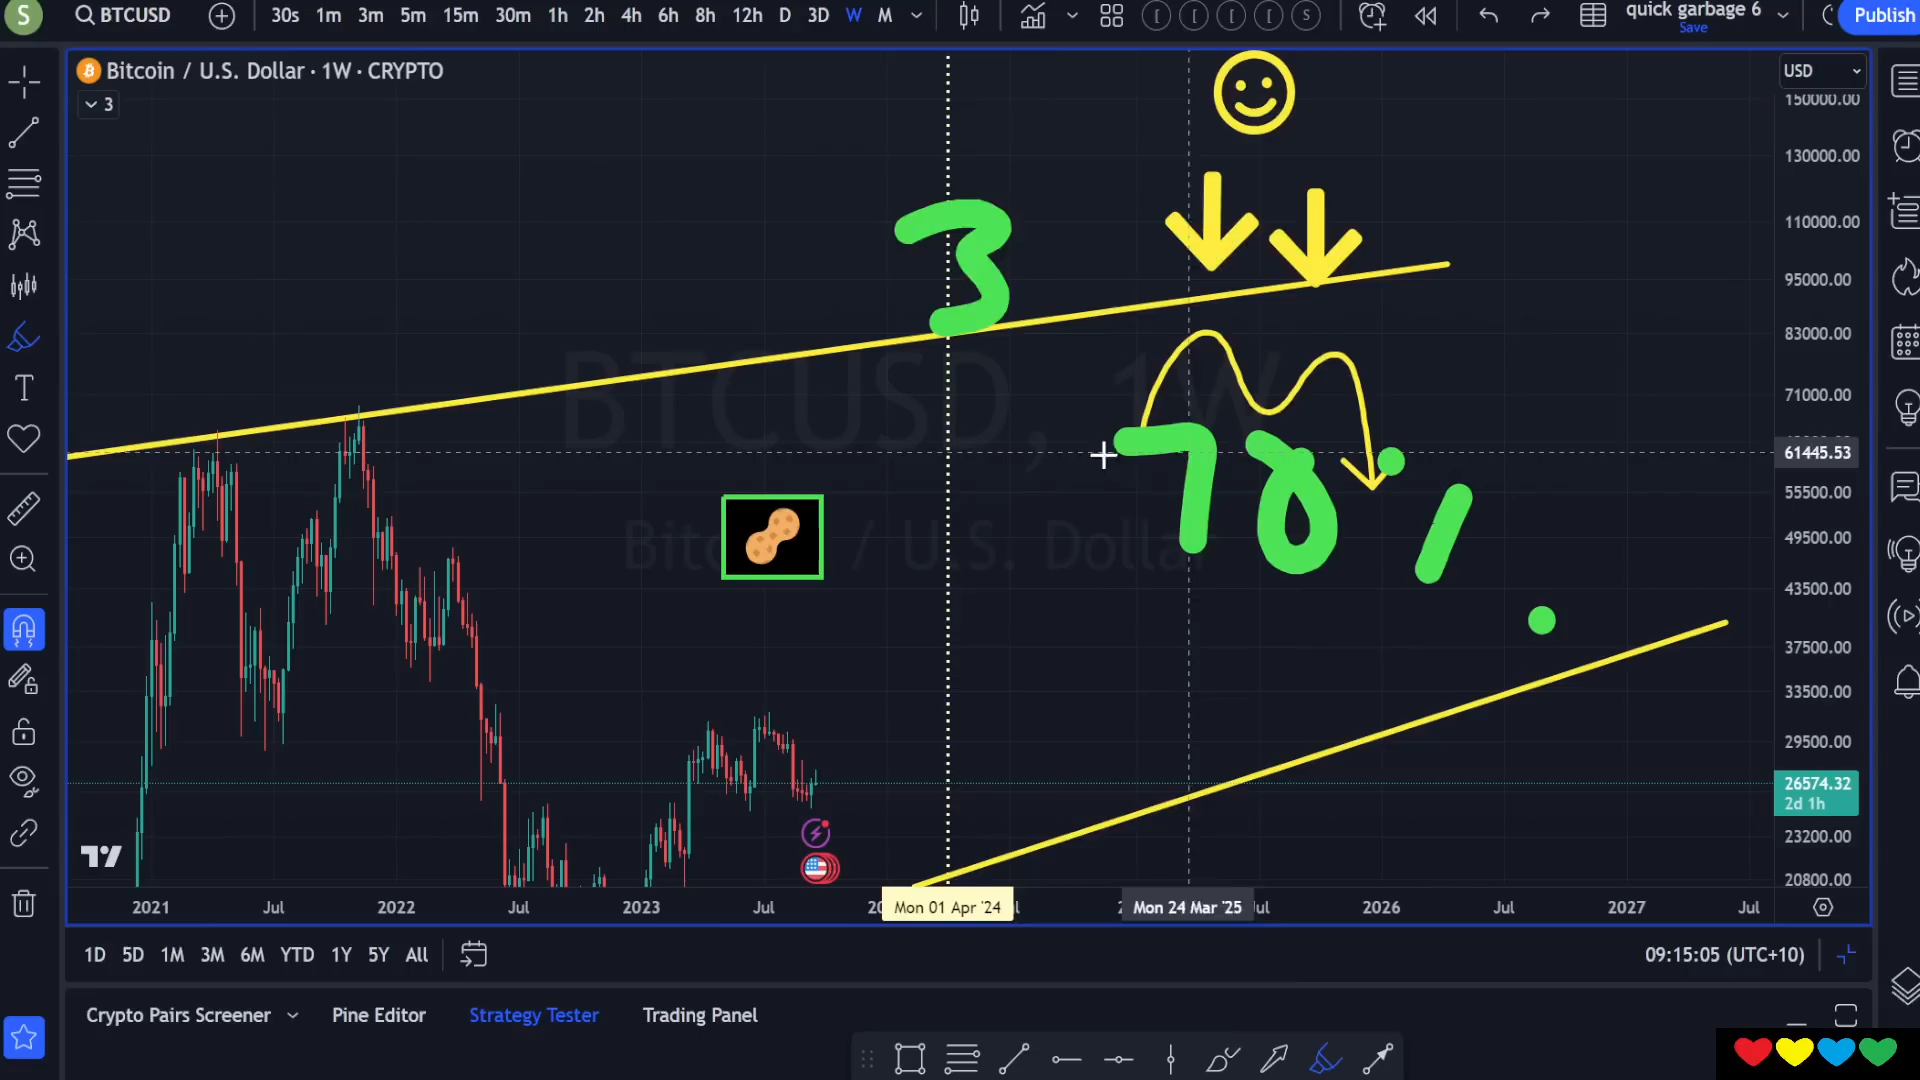 S
BTCUSD
30s 1m 3m 5m 15m 30m 1h 2h 4h 6h 8h 12h D 3D W M
[ [ [ [ S
quick garbage 6
Save
Publish
Bitcoin / U.S. Dollar · 1W · CRYPTO
3
USD
150000.00
130000.00
110000.00
95000.00
83000.00
71000.00
61445.53
55500.00
49500.00
43500.00
37500.00
33500.00
29500.00
26574.32
2d 1h
23200.00
20800.00
BTCUSD, 1W
Bitcoin / U.S. Dollar
3
78%
2021 Jul 2022 Jul 2023 Jul Mon 01 Apr '24 Mon 24 Mar '25 Jul 2026 Jul 2027 Jul
1D 5D 1M 3M 6M YTD 1Y 5Y All
09:15:05 (UTC+10)
Crypto Pairs Screener Pine Editor Strategy Tester Trading Panel